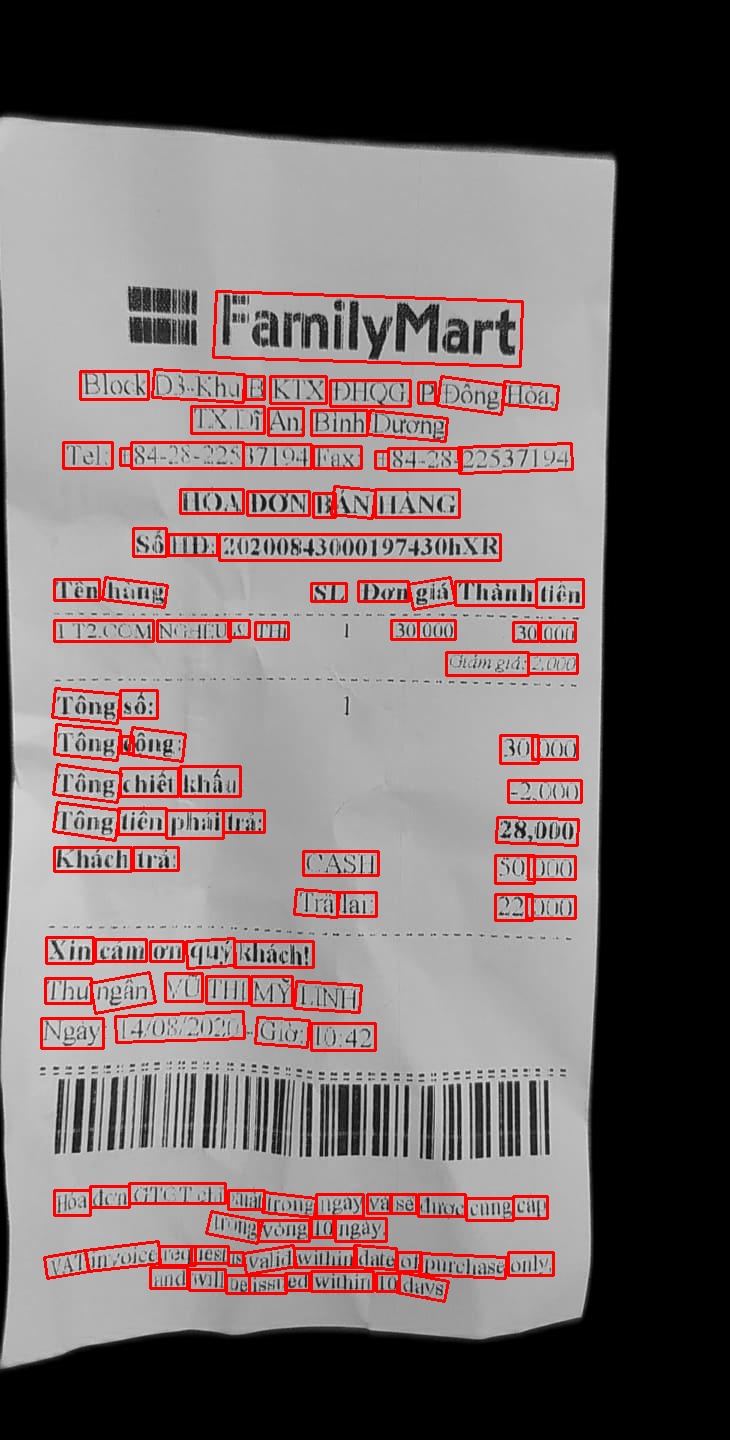 FamilyMart
Block D3-Khu B KTX ĐHQG, P Đông Hòa,
TX.Dĩ An, Bình Dương
Tel: +84-28-22537194 Fax: +84-28-22537194
HÓA ĐƠN BÁN HÀNG
Số HĐ: 20200843000197430hXR
Tên hàng SL Đơn giá Thành tiền
1 T2.COM NGHEU & THỊ 1 30,000 30,000
Giảm giá: 2,000
Tổng số: 1
Tổng cộng: 30,000
Tổng chiết khấu -2,000
Tổng tiền phải trả: 28,000
Khách trả: CASH 50,000
Trả lại: 22,000
Xin cám ơn quý khách!
Thu ngân VŨ THỊ MỸ LINH
Ngày: 14/08/2020 - Giờ: 10:42
Hóa đơn GTGT chỉ xuất trong ngày và sẽ được cung cấp
trong vòng 10 ngày.
VAT invoice request is valid within date of purchase only.
and will be issued within 10 days